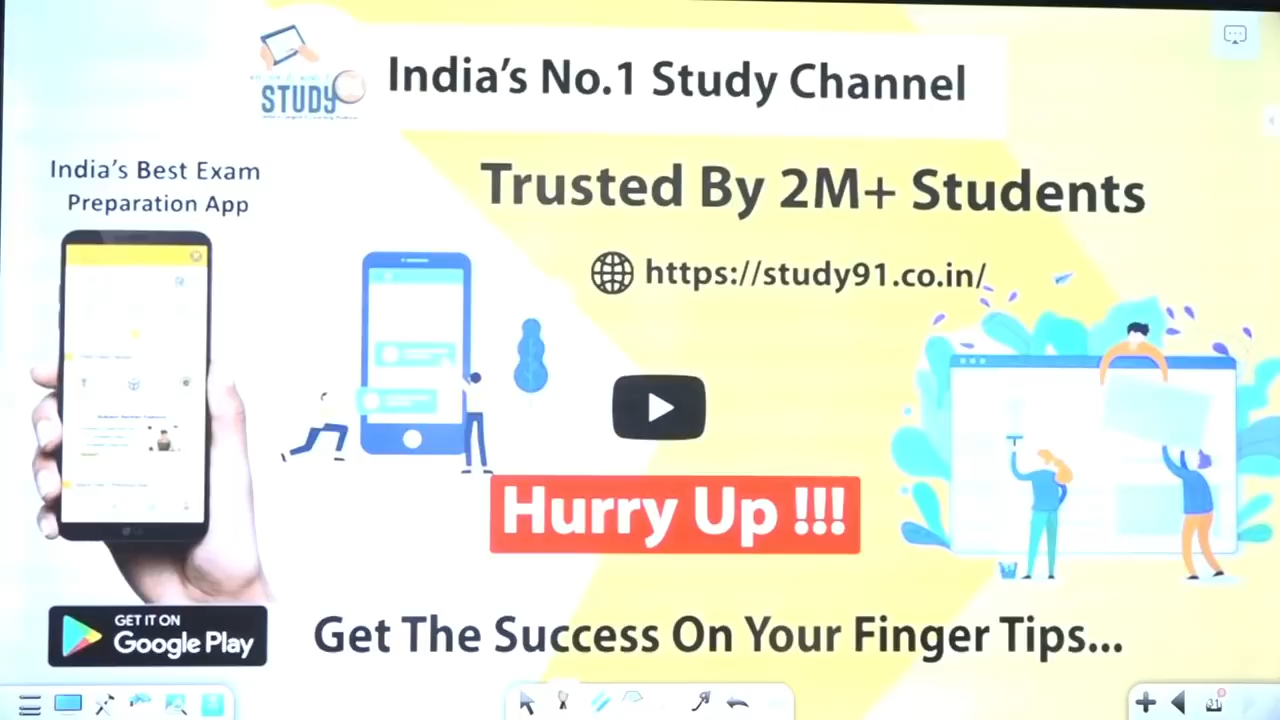 India's No.1 Study Channel
STUDY
India's Best Exam
Preparation App
Trusted By 2M+ Students
https://study91.co.in/
Hurry Up !!!
GET IT ON
Google Play
Get The Success On Your Finger Tips...
31